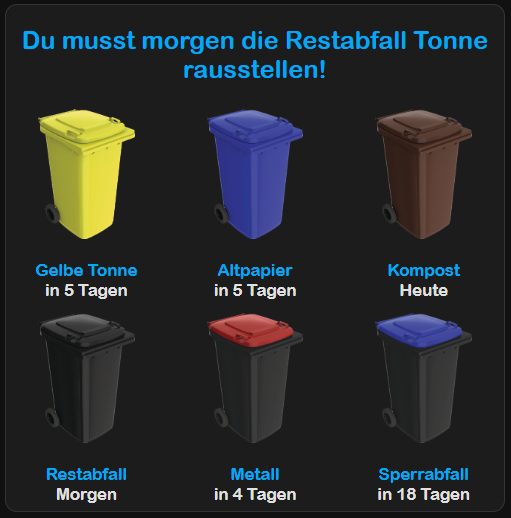 Du musst morgen die Restabfall Tonne
rausstellen!
Gelbe Tonne
in 5 Tagen
Altpapier
in 5 Tagen
Kompost
Heute
Restabfall
Morgen
Metall
in 4 Tagen
Sperrabfall
in 18 Tagen